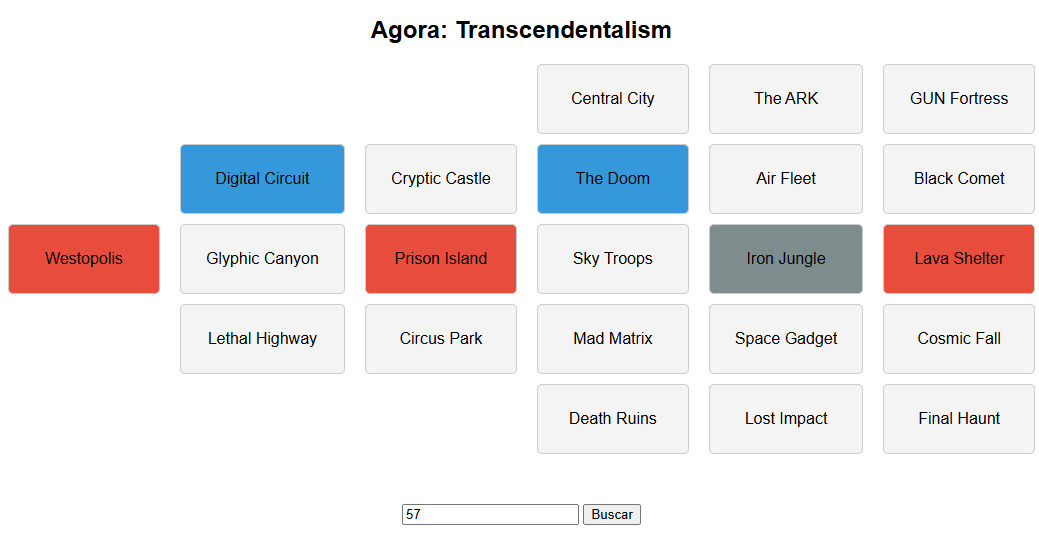 Agora: Transcendentalism
Central City The ARK GUN Fortress
Digital Circuit Cryptic Castle The Doom Air Fleet Black Comet
Westopolis Glyphic Canyon Prison Island Sky Troops Iron Jungle Lava Shelter
Lethal Highway Circus Park Mad Matrix Space Gadget Cosmic Fall
Death Ruins Lost Impact Final Haunt
57 Buscar